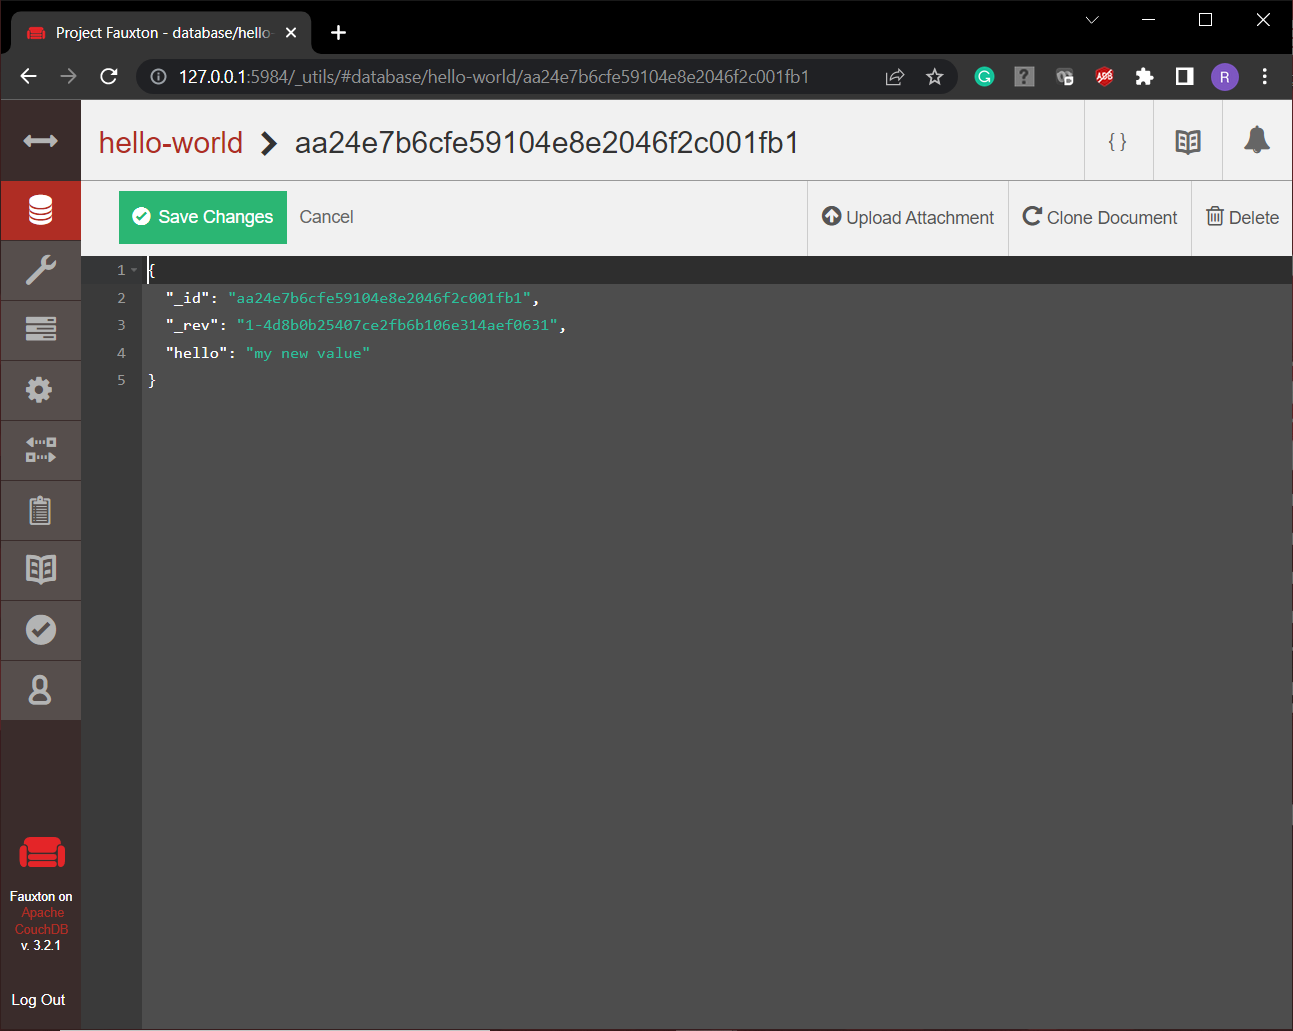 Project Fauxton - database/hello-
127.0.0.1:5984/_utils/#database/hello-world/aa24e7b6cfe59104e8e2046f2c001fb1
G
?
ABP
R
hello-world > aa24e7b6cfe59104e8e2046f2c001fb1
{ }
Save Changes Cancel Upload Attachment Clone Document Delete
1 {
2 "_id": "aa24e7b6cfe59104e8e2046f2c001fb1",
3 "_rev": "1-4d8b0b25407ce2fb6b106e314aef0631",
4 "hello": "my new value"
5 }
Fauxton on
Apache
CouchDB
v. 3.2.1
Log Out